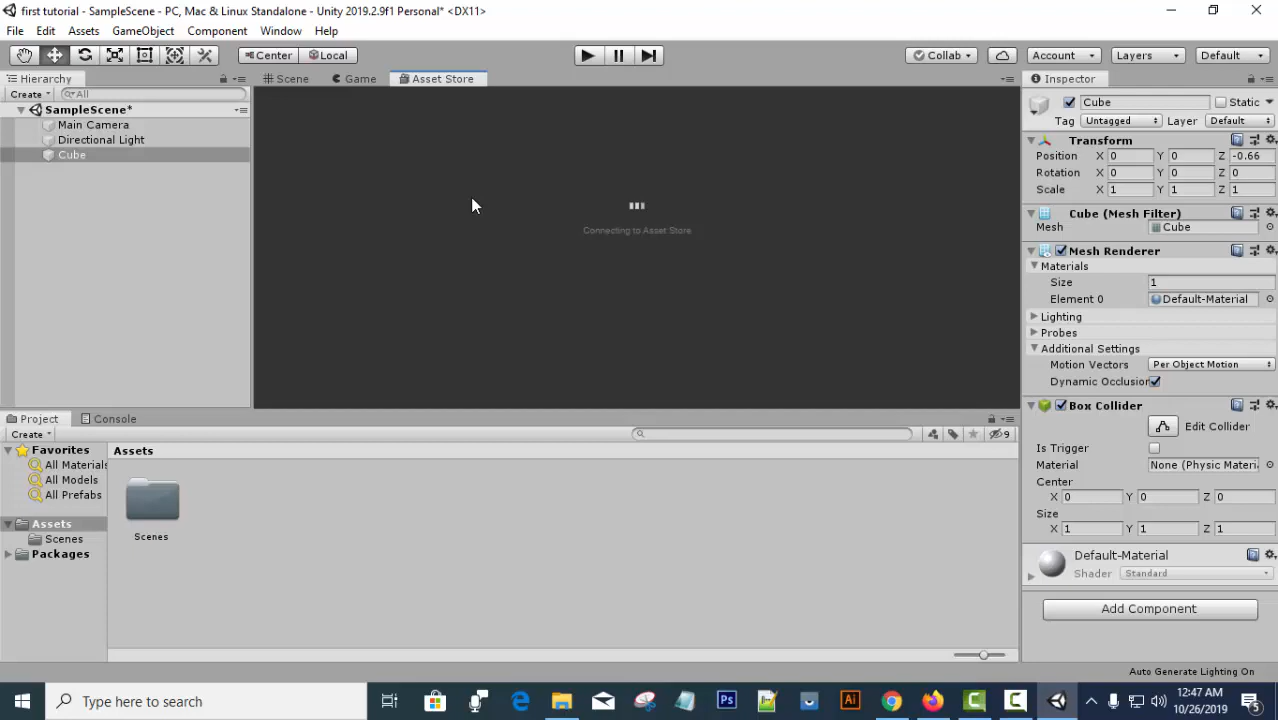 first tutorial - SampleScene - PC, Mac & Linux Standalone - Unity 2019.2.9f1 Personal* <DX11>
File Edit Assets GameObject Component Window Help
Center Local Collab Account Layers Default
Hierarchy Scene Game Asset Store Inspector
Create All
SampleScene*
Main Camera
Directional Light
Cube
Connecting to Asset Store
Cube Static
Tag Untagged Layer Default
Transform
Position X 0 Y 0 Z -0.66
Rotation X 0 Y 0 Z 0
Scale X 1 Y 1 Z 1
Cube (Mesh Filter)
Mesh Cube
Mesh Renderer
Materials
Size 1
Element 0 Default-Material
Lighting
Probes
Additional Settings
Motion Vectors Per Object Motion
Dynamic Occlusion
Box Collider
Edit Collider
Is Trigger
Material None (Physic Materi
Center
X 0 Y 0 Z 0
Size
X 1 Y 1 Z 1
Default-Material
Shader Standard
Add Component
Project Console
Create 9
Favorites
All Materials
All Models
All Prefabs
Assets
Scenes
Packages
Assets
Scenes
Auto Generate Lighting On
Type here to search
Ps Ai
12:47 AM
10/26/2019
5